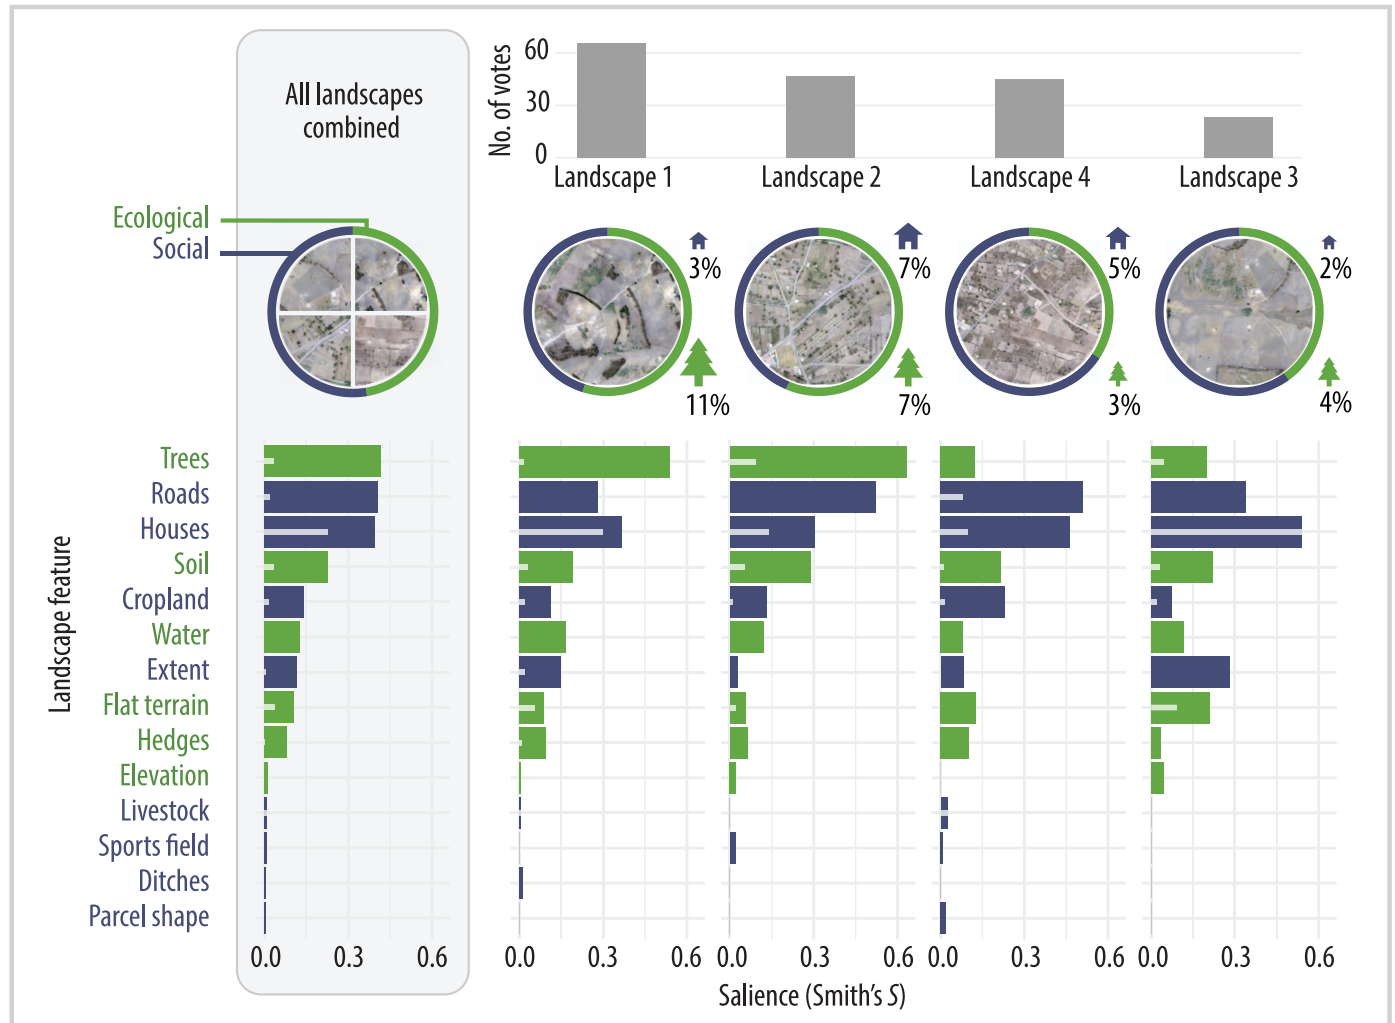 All landscapes
combined
No. of votes
60
30
0
Landscape 1
Landscape 2
Landscape 4
Landscape 3
Ecological
Social
3%
11%
7%
7%
5%
3%
2%
4%
Landscape feature
Trees
Roads
Houses
Soil
Cropland
Water
Extent
Flat terrain
Hedges
Elevation
Livestock
Sports field
Ditches
Parcel shape
0.0 0.3 0.6
0.0 0.3 0.6
0.0 0.3 0.6
0.0 0.3 0.6
0.0 0.3 0.6
Salience (Smith's S)